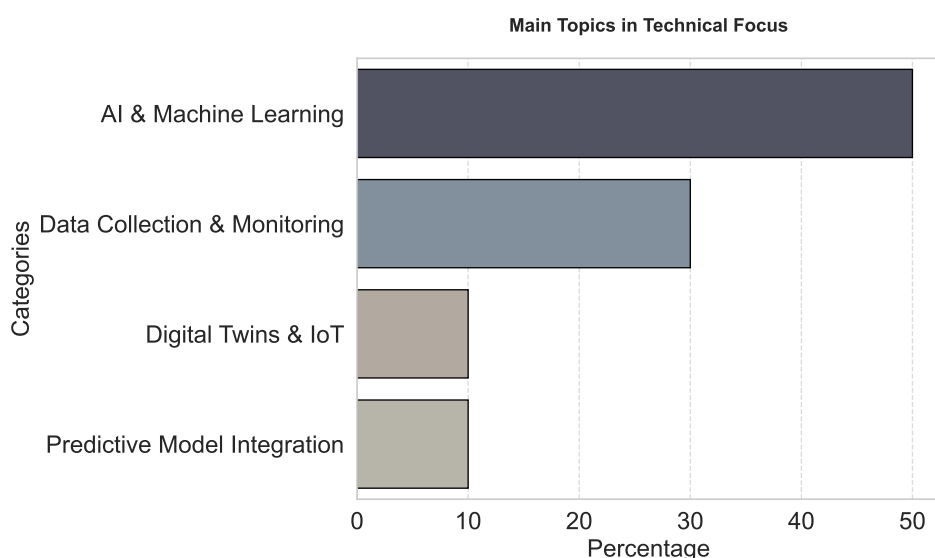 Main Topics in Technical Focus
AI & Machine Learning
Data Collection & Monitoring
Digital Twins & IoT
Predictive Model Integration
Categories
0 10 20 30 40 50
Percentage